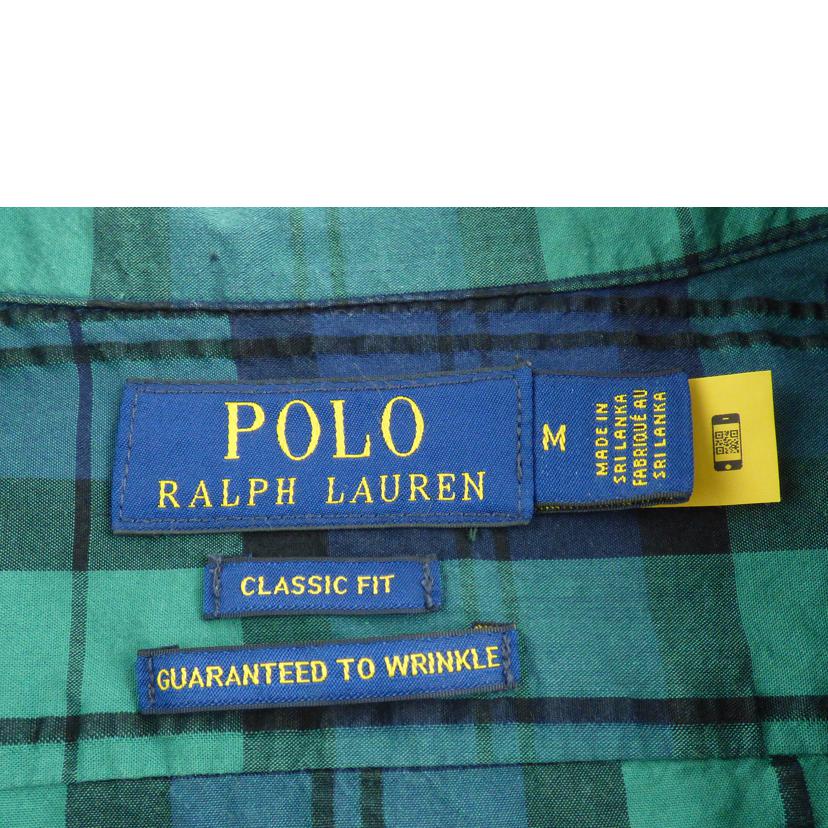 POLO
RALPH LAUREN
M
MADE IN
SRI LANKA
FABRIQUÉ AU
SRI LANKA
CLASSIC FIT
GUARANTEED TO WRINKLE